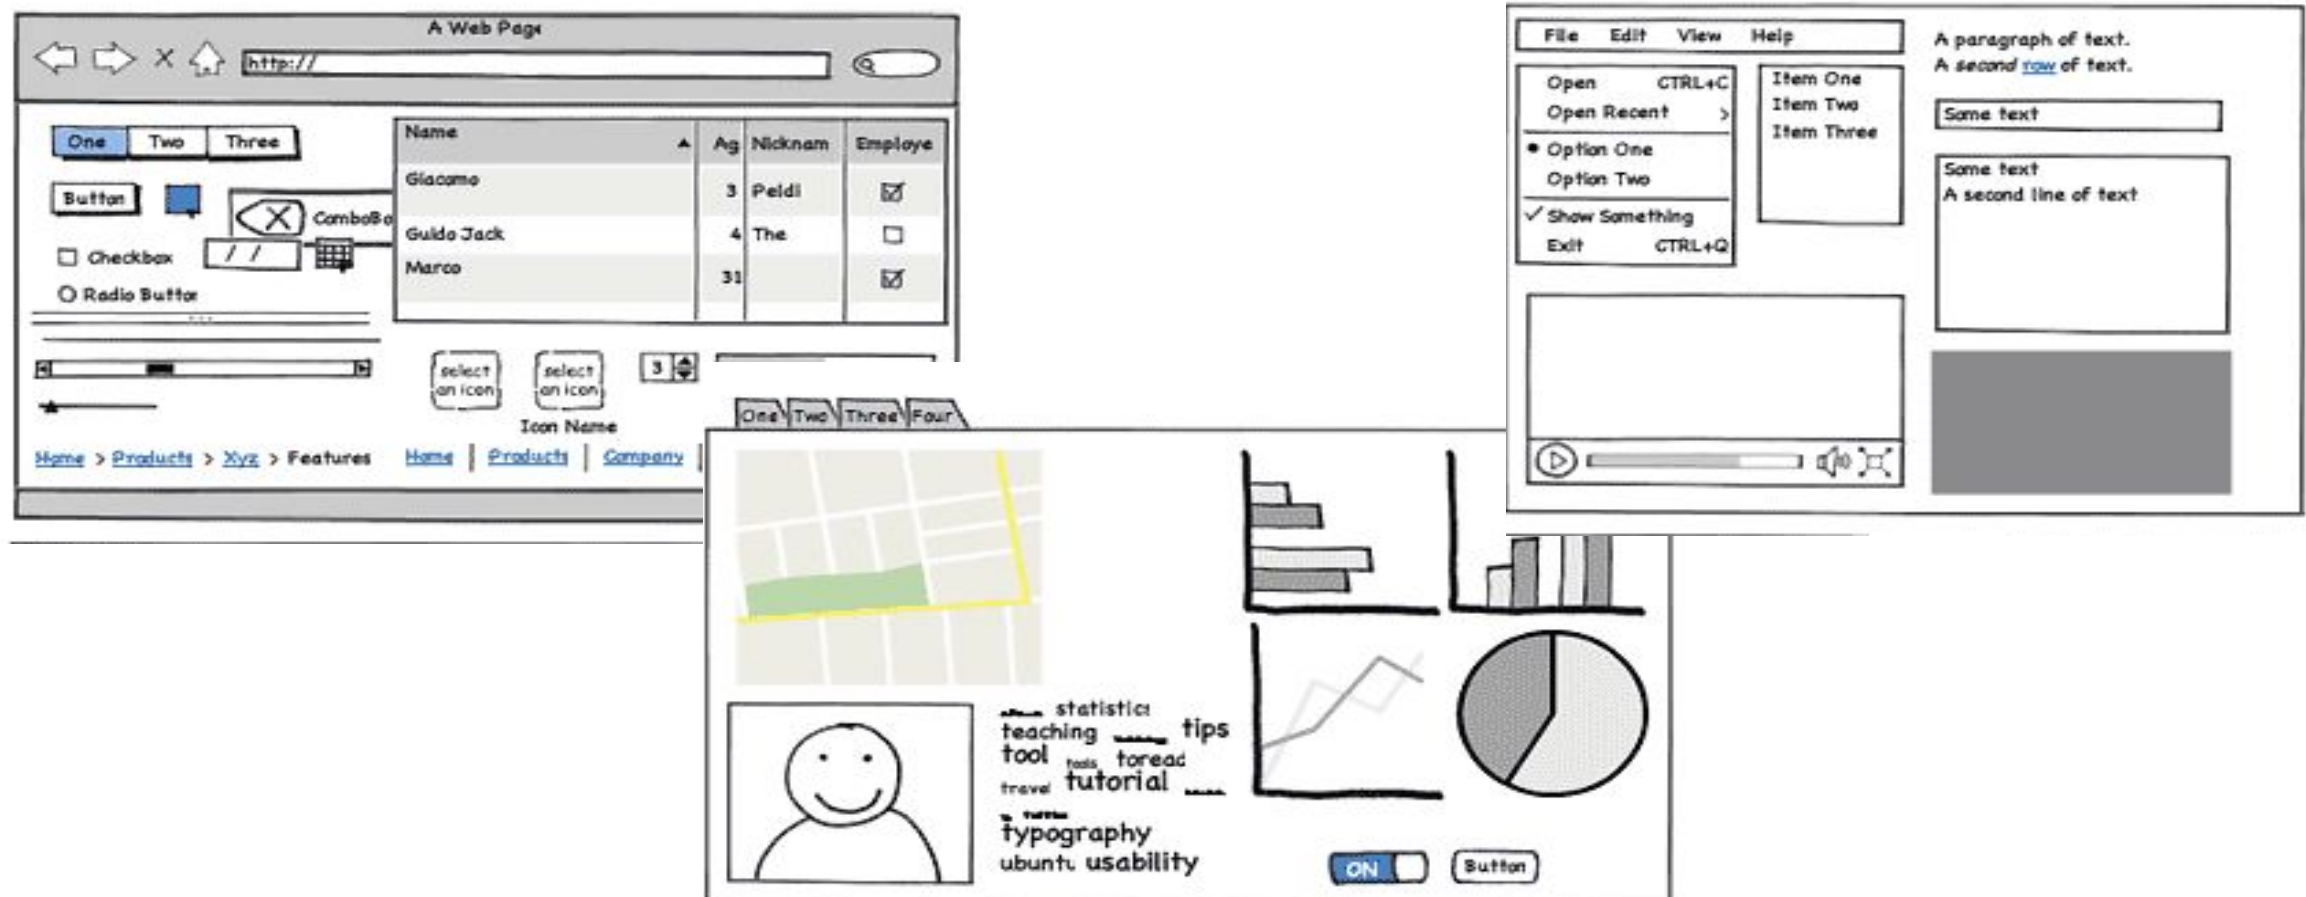 A Web Page
http://
One Two Three
Button
ComboBo
Checkbox
/ /
Radio Button
Name Ag Nicknam Employe
Giacomo 3 Peldi
Guido Jack 4 The
Marco 31
select an icon
select an icon
Icon Name
3
Home > Products > Xyz > Features
Home | Products | Company |
One Two Three Four
statistics
teaching tips
tool tools toread
travel tutorial
typography
ubuntu usability
ON
Button
File Edit View Help
Open CTRL+C
Open Recent >
Option One
Option Two
Show Something
Exit CTRL+Q
Item One
Item Two
Item Three
A paragraph of text.
A second row of text.
Some text
Some text
A second line of text